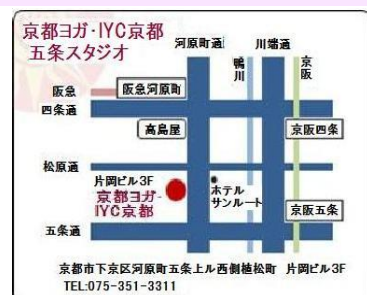 京都ヨガ・IYC京都
五条スタジオ
河原町通
川端通
鴨川
京阪
阪急
阪急河原町
四条通
高島屋
京阪四条
松原通
片岡ビル3F
京都ヨガ-
IYC京都
ホテル
サンルート
京阪五条
五条通
京都市下京区河原町五条上ル西側植松町 片岡ビル3F
TEL:075-351-3311